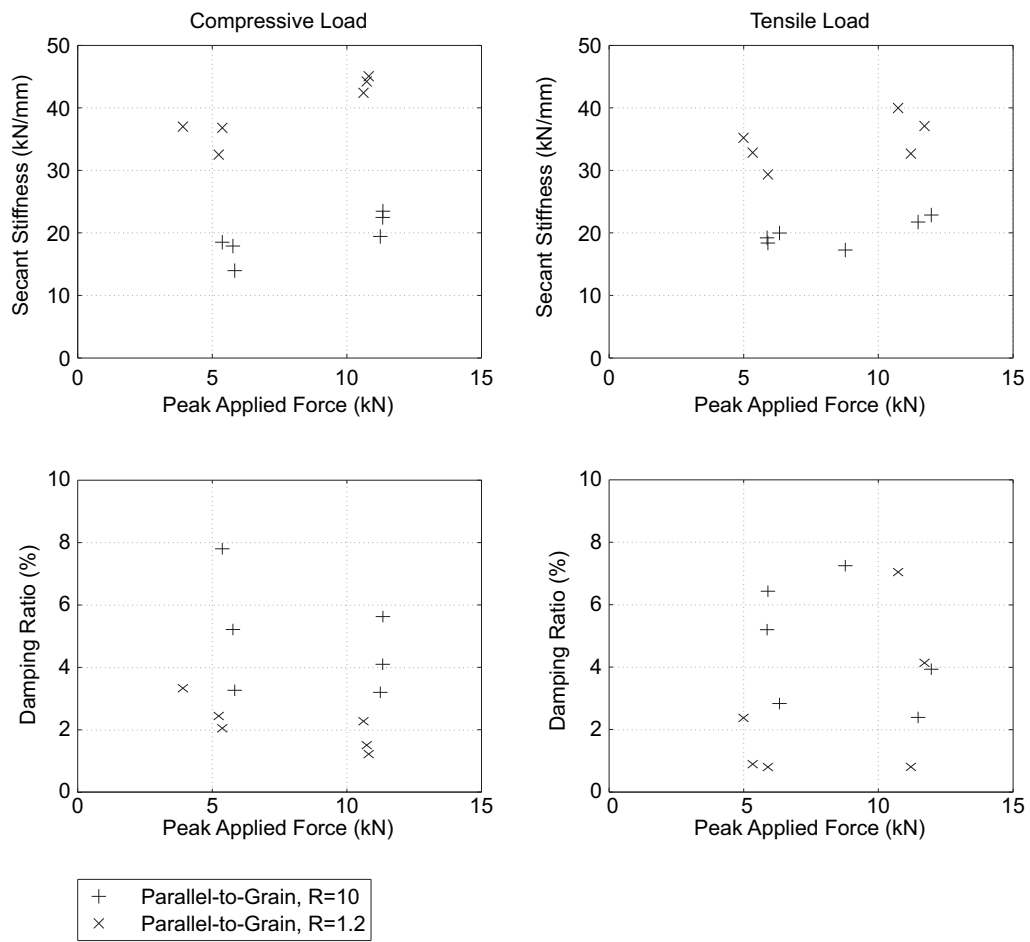 Compressive Load
Secant Stiffness (kN/mm)
50
40
30
20
10
0
0 5 10 15
Peak Applied Force (kN)
Tensile Load
Secant Stiffness (kN/mm)
50
40
30
20
10
0
0 5 10 15
Peak Applied Force (kN)
Damping Ratio (%)
10
8
6
4
2
0
0 5 10 15
Peak Applied Force (kN)
Damping Ratio (%)
10
8
6
4
2
0
0 5 10 15
Peak Applied Force (kN)
Parallel-to-Grain, R=10
Parallel-to-Grain, R=1.2